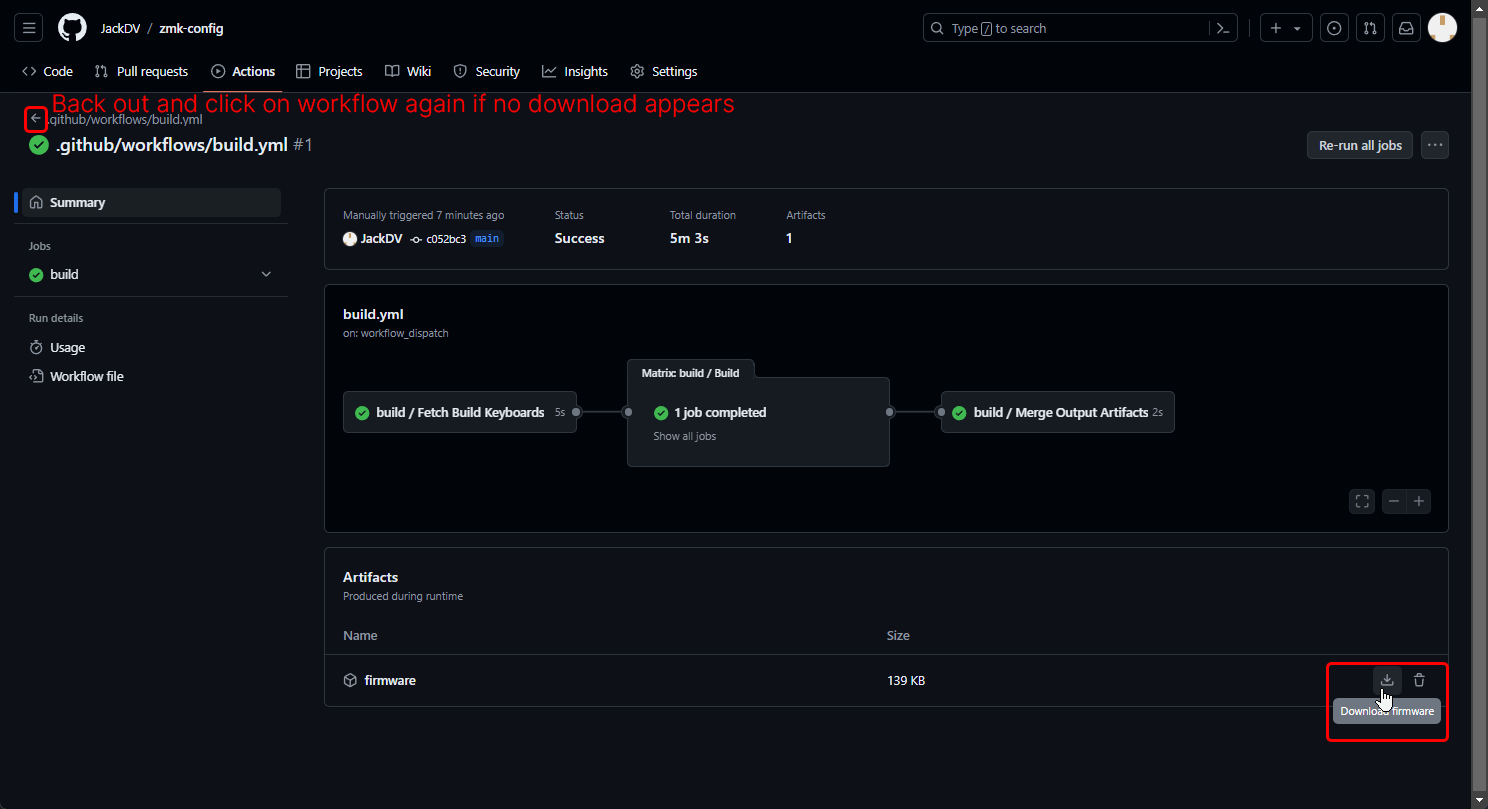 JackDV / zmk-config
Type / to search
Code Pull requests Actions Projects Wiki Security Insights Settings
Back out and click on workflow again if no download appears
.github/workflows/build.yml
.github/workflows/build.yml #1
Re-run all jobs
Summary
Jobs
build
Run details
Usage
Workflow file
Manually triggered 7 minutes ago Status Total duration Artifacts
JackDV c052bc3 main Success 5m 3s 1
build.yml
on: workflow_dispatch
Matrix: build / Build
build / Fetch Build Keyboards 5s 1 job completed build / Merge Output Artifacts 2s
Show all jobs
Artifacts
Produced during runtime
Name Size
firmware 139 KB
Download firmware